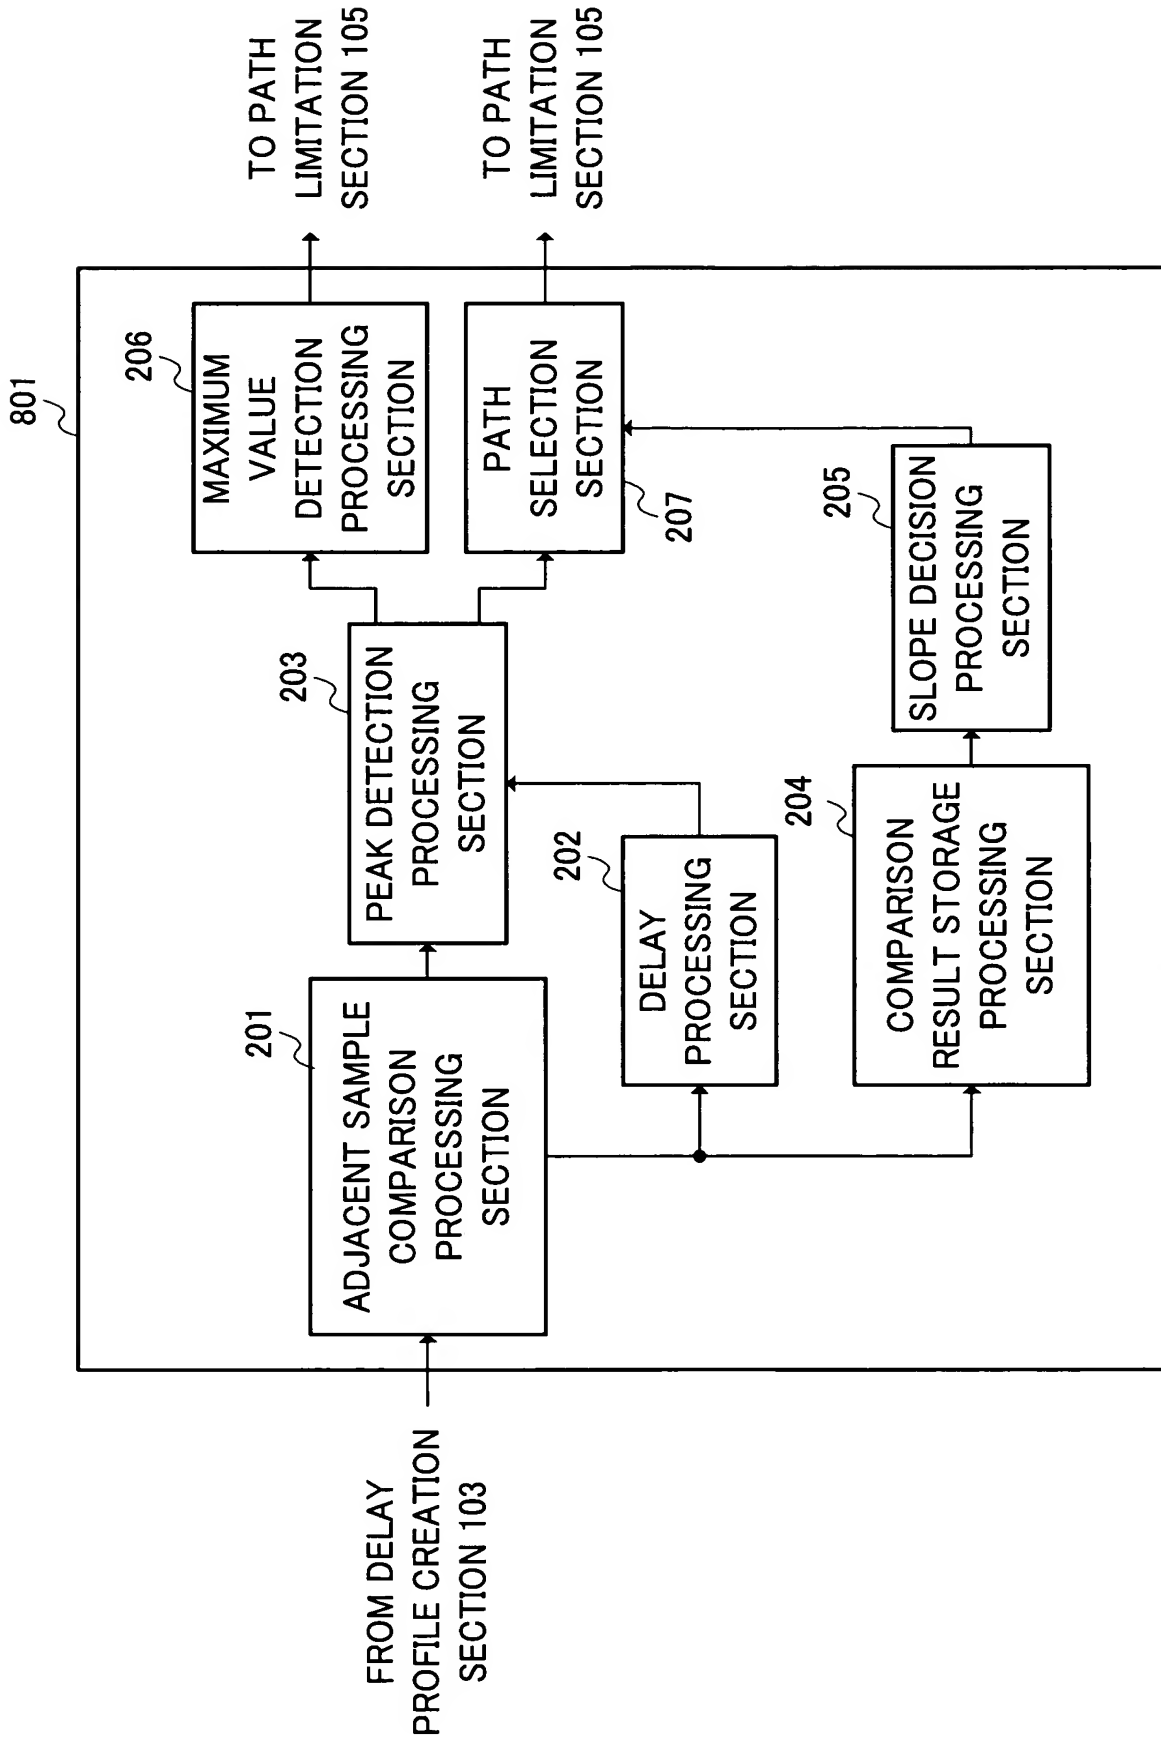 801
FROM DELAY
PROFILE CREATION
SECTION 103
201
ADJACENT SAMPLE
COMPARISON
PROCESSING
SECTION
203
PEAK DETECTION
PROCESSING
SECTION
206
MAXIMUM
VALUE
DETECTION
PROCESSING
SECTION
TO PATH
LIMITATION
SECTION 105
PATH
SELECTION
SECTION
207
TO PATH
LIMITATION
SECTION 105
202
DELAY
PROCESSING
SECTION
204
COMPARISON
RESULT STORAGE
PROCESSING
SECTION
205
SLOPE DECISION
PROCESSING
SECTION